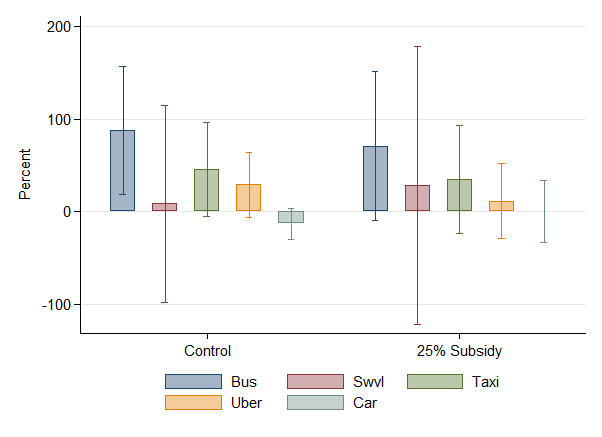 200
100
0
-100
Percent
Control 25% Subsidy
Bus Swvl Taxi
Uber Car